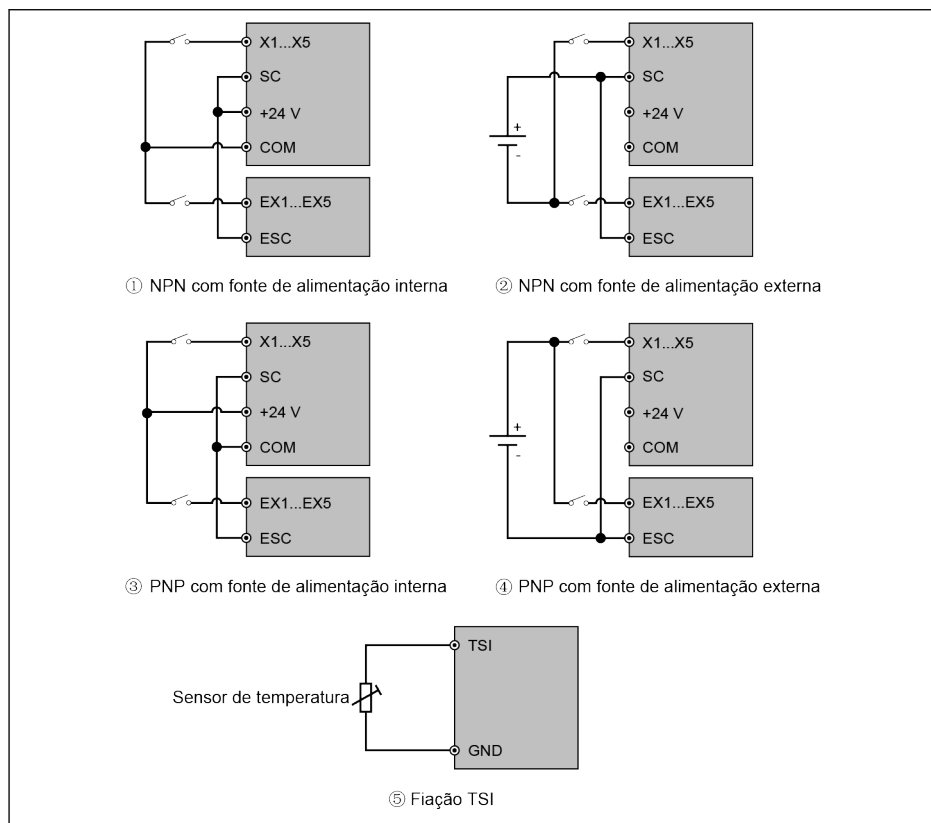 X1...X5
SC
+24 V
COM
EX1...EX5
ESC
① NPN com fonte de alimentação interna
X1...X5
SC
+24 V
COM
+
-
EX1...EX5
ESC
② NPN com fonte de alimentação externa
X1...X5
SC
+24 V
COM
EX1...EX5
ESC
③ PNP com fonte de alimentação interna
X1...X5
SC
+24 V
COM
+
-
EX1...EX5
ESC
④ PNP com fonte de alimentação externa
TSI
Sensor de temperatura
GND
⑤ Fiação TSI